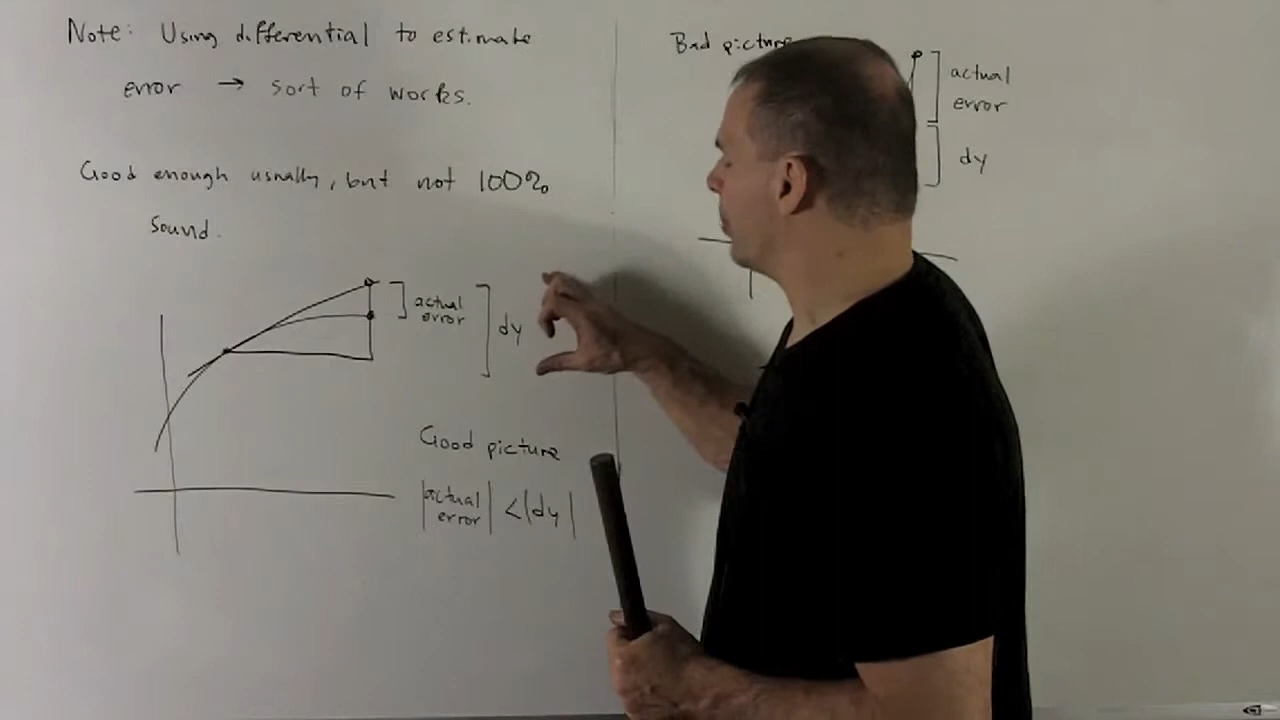 Note: Using differential to estimate
error → sort of works.
Good enough usually, but not 100%
sound.
actual
error
dy
Good picture
|actual
error| < |dy|
Bad picture
actual
error
dy